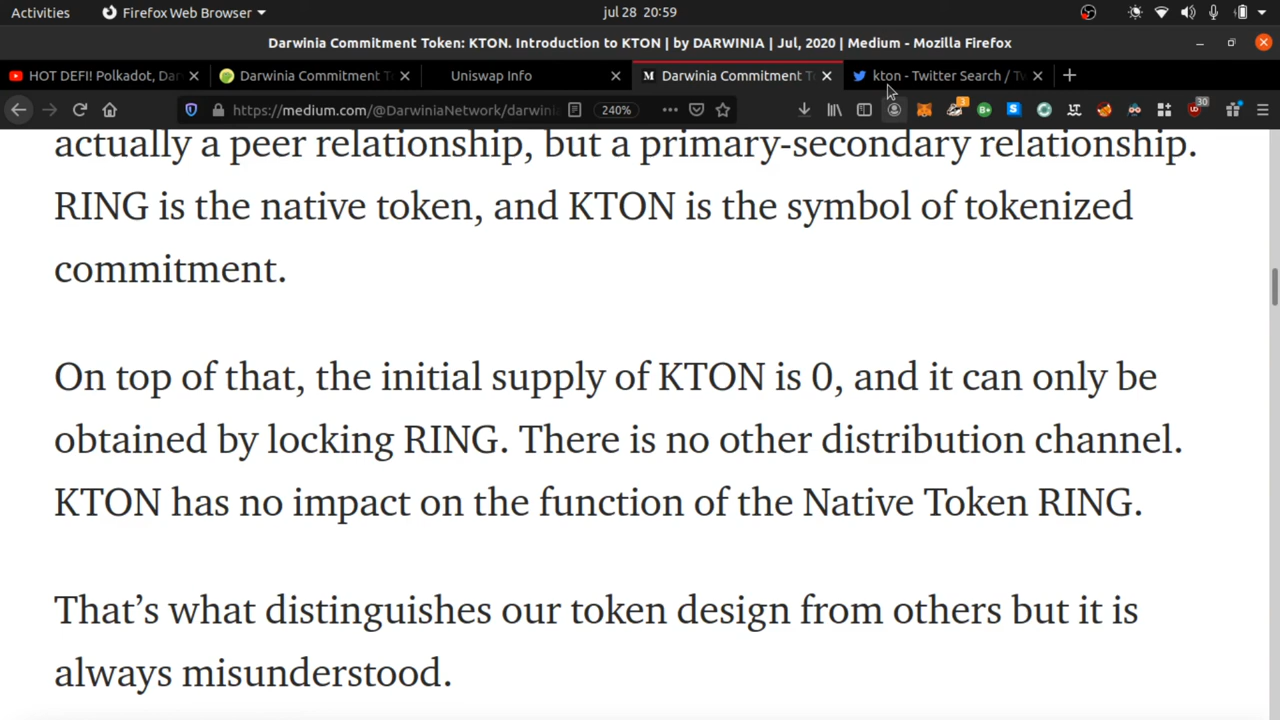 Activities
Firefox Web Browser
jul 28 20:59
Darwinia Commitment Token: KTON. Introduction to KTON | by DARWINIA | Jul, 2020 | Medium - Mozilla Firefox
HOT DEFI! Polkadot, Dar
Darwinia Commitment T
Uniswap Info
M Darwinia Commitment T
kton - Twitter Search / Tw
https://medium.com/@DarwiniaNetwork/darwini
240%
3
30
actually a peer relationship, but a primary-secondary relationship.
RING is the native token, and KTON is the symbol of tokenized
commitment.
On top of that, the initial supply of KTON is 0, and it can only be
obtained by locking RING. There is no other distribution channel.
KTON has no impact on the function of the Native Token RING.
That’s what distinguishes our token design from others but it is
always misunderstood.